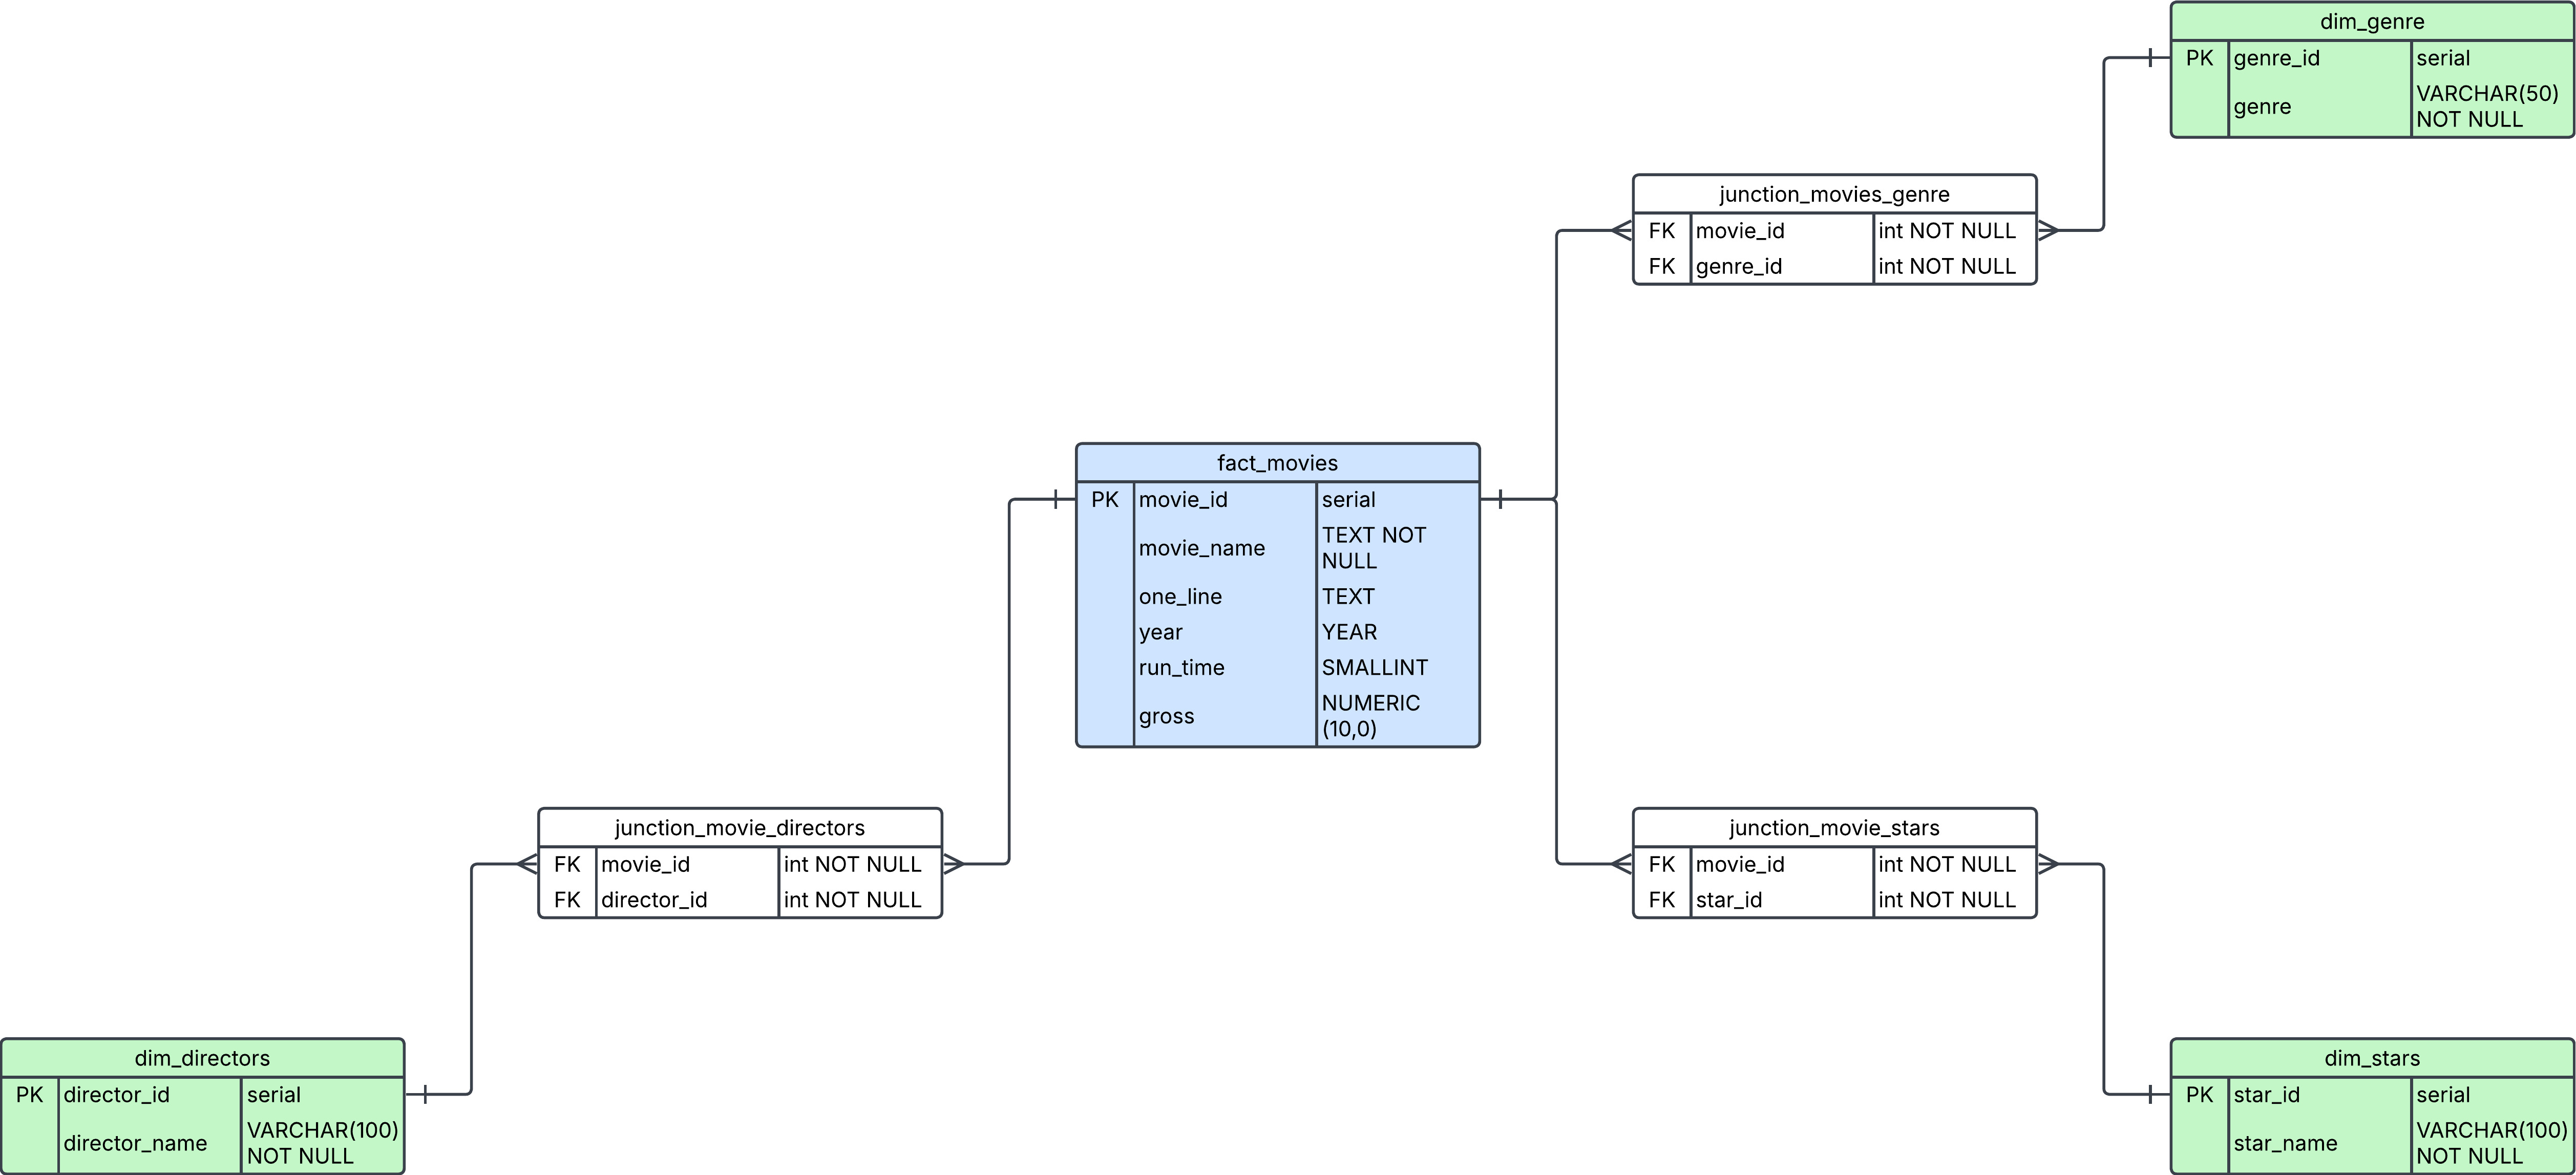 dim_genre
PK genre_id serial
genre VARCHAR(50)
NOT NULL
junction_movies_genre
FK movie_id int NOT NULL
FK genre_id int NOT NULL
fact_movies
PK movie_id serial
movie_name TEXT NOT
NULL
one_line TEXT
year YEAR
run_time SMALLINT
gross NUMERIC
(10,0)
junction_movie_directors
FK movie_id int NOT NULL
FK director_id int NOT NULL
junction_movie_stars
FK movie_id int NOT NULL
FK star_id int NOT NULL
dim_directors
PK director_id serial
director_name VARCHAR(100)
NOT NULL
dim_stars
PK star_id serial
star_name VARCHAR(100)
NOT NULL